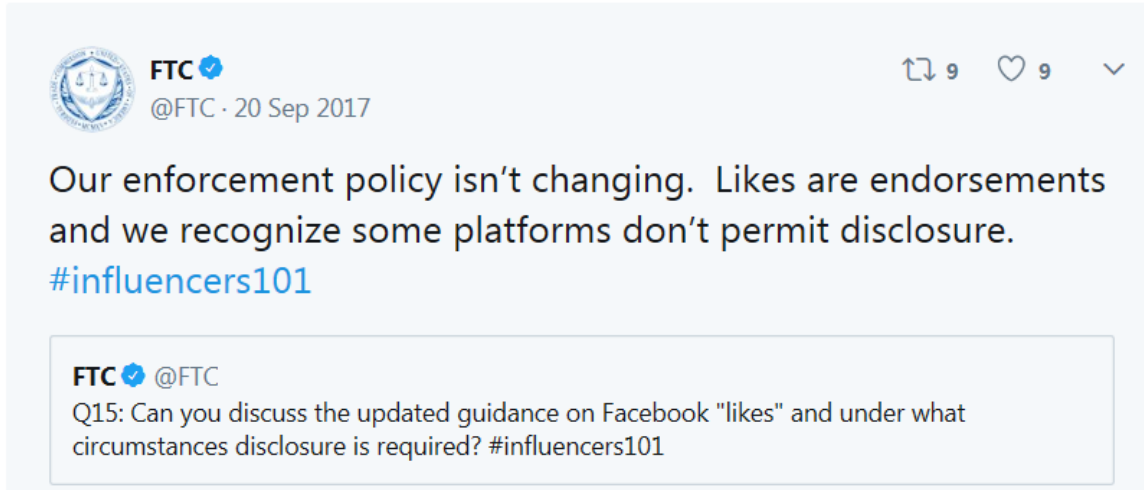 FTC
9 9
@FTC · 20 Sep 2017
Our enforcement policy isn't changing.  Likes are endorsements
and we recognize some platforms don't permit disclosure.
#influencers101
FTC @FTC
Q15: Can you discuss the updated guidance on Facebook "likes" and under what
circumstances disclosure is required? #influencers101